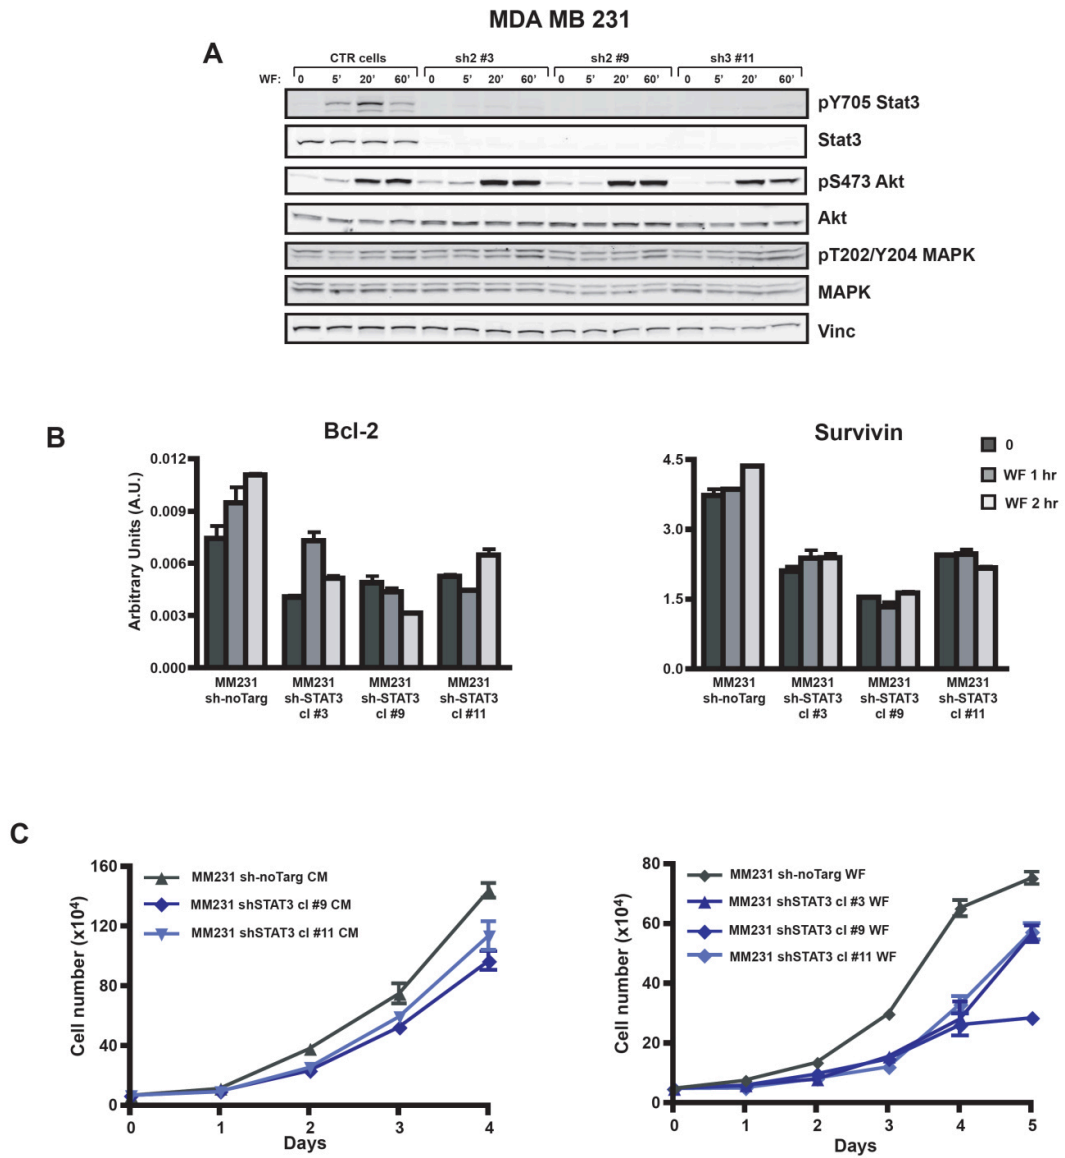 MDA MB 231
A
CTR cells sh2 #3 sh2 #9 sh3 #11
WF: 0 5' 20' 60' 0 5' 20' 60' 0 5' 20' 60' 0 5' 20' 60'
pY705 Stat3
Stat3
pS473 Akt
Akt
pT202/Y204 MAPK
MAPK
Vinc
B
Bcl-2
Arbitrary Units (A.U.)
0.012
0.009
0.006
0.003
0.000
MM231 MM231 MM231 MM231
sh-noTarg sh-STAT3 sh-STAT3 sh-STAT3
cl #3 cl #9 cl #11
Survivin
4.5
3.0
1.5
0.0
MM231 MM231 MM231 MM231
sh-noTarg sh-STAT3 sh-STAT3 sh-STAT3
cl #3 cl #9 cl #11
0
WF 1 hr
WF 2 hr
C
Cell number (x10⁴)
160
120
80
40
0
MM231 sh-noTarg CM
MM231 shSTAT3 cl #9 CM
MM231 shSTAT3 cl #11 CM
0 1 2 3 4
Days
Cell number (x10⁴)
80
60
40
20
0
MM231 sh-noTarg WF
MM231 shSTAT3 cl #3 WF
MM231 shSTAT3 cl #9 WF
MM231 shSTAT3 cl #11 WF
0 1 2 3 4 5
Days